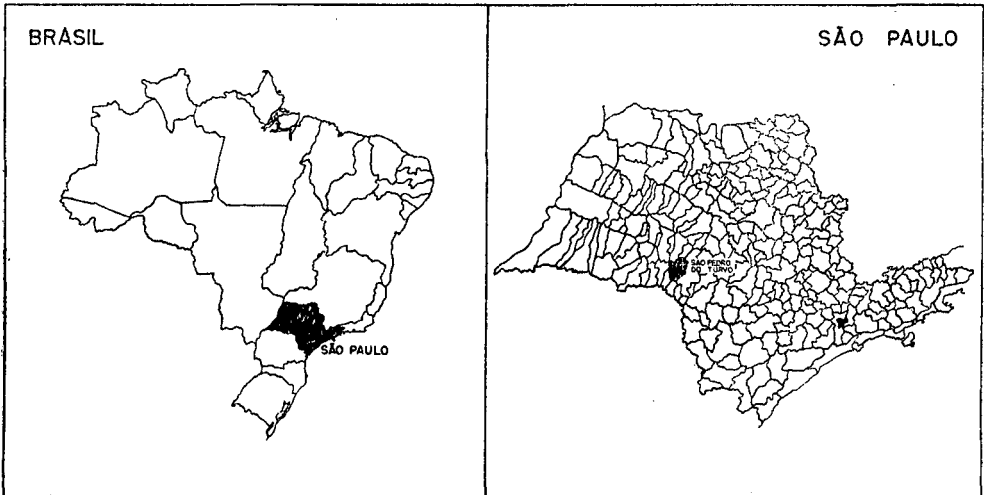 BRASIL
SÃO PAULO
SÃO PAULO
SÃO PEDRO
DO TURVO